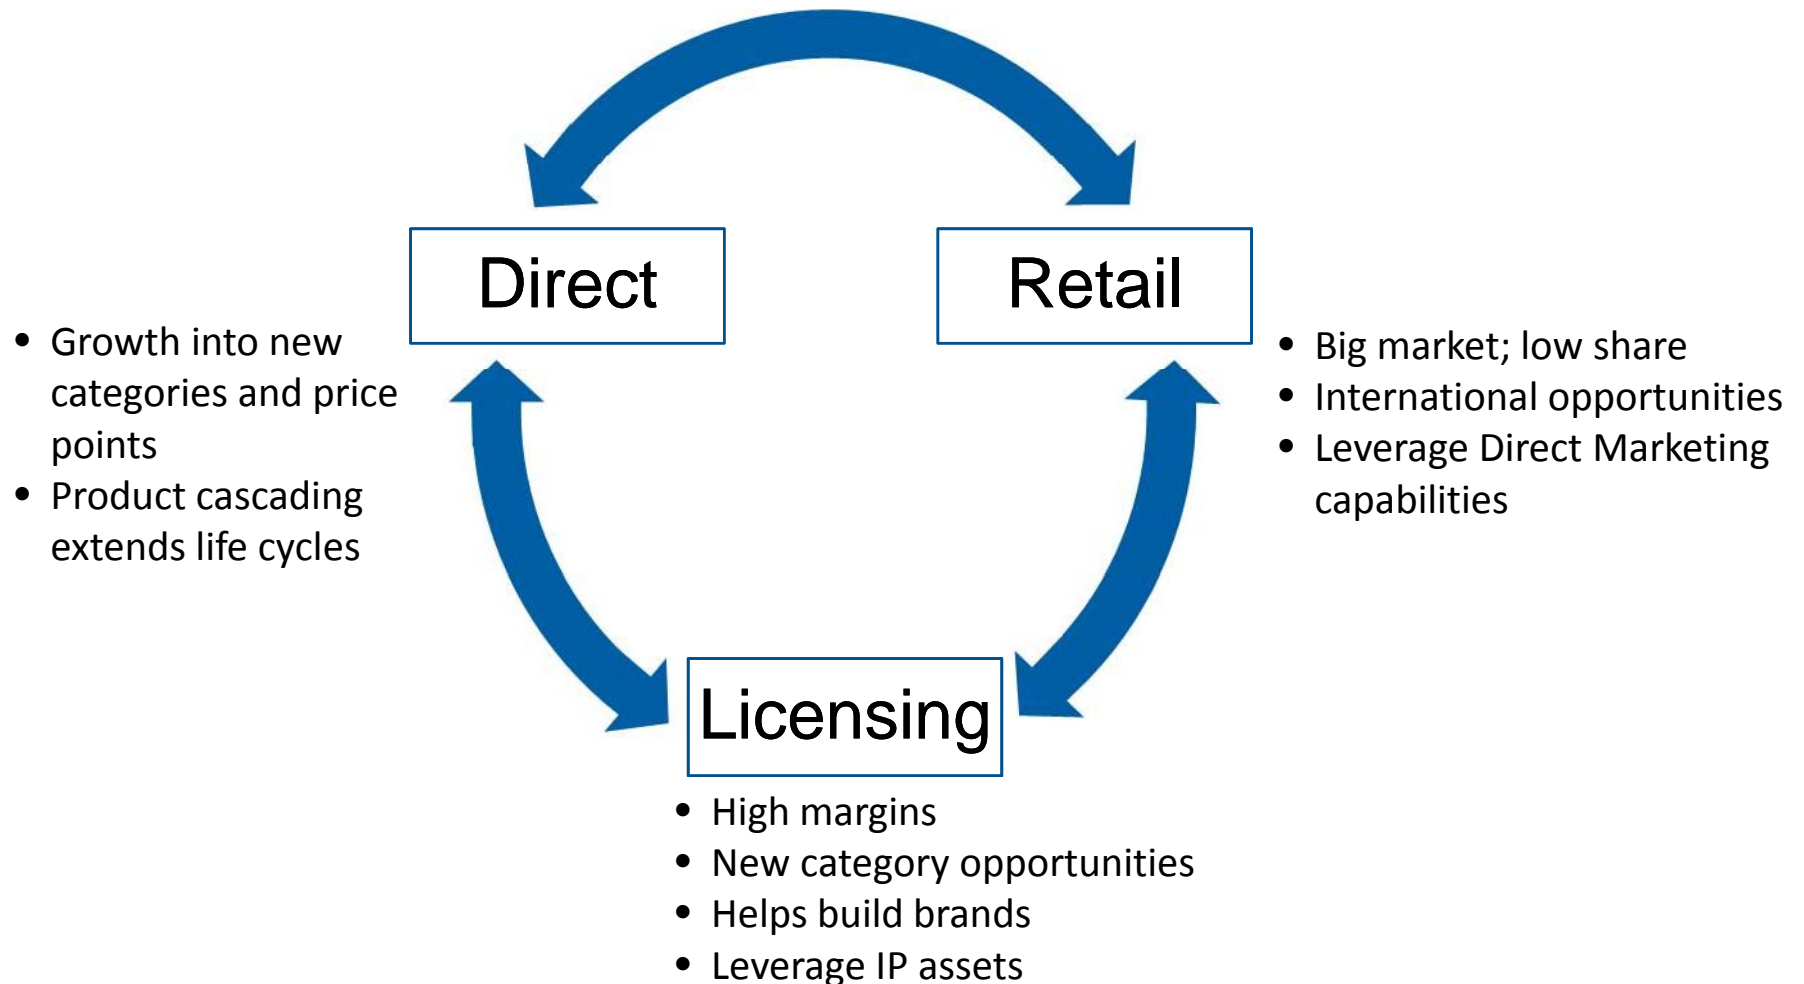 Direct
Retail
• Growth into new
categories and price
points
• Product cascading
extends life cycles
• Big market; low share
• International opportunities
• Leverage Direct Marketing
capabilities
Licensing
• High margins
• New category opportunities
• Helps build brands
• Leverage IP assets